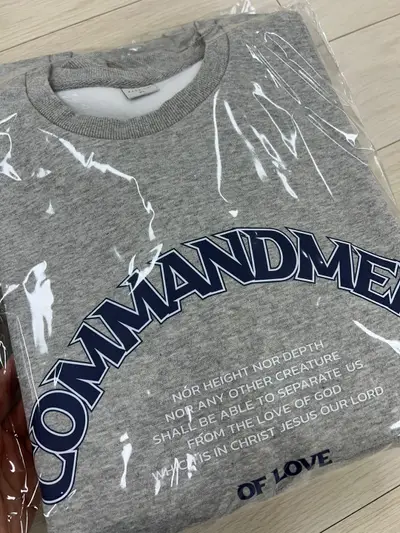 COMMANDME
NOR HEIGHT NOR DEPTH
NOR ANY OTHER CREATURE
SHALL BE ABLE TO SEPARATE US
FROM THE LOVE OF GOD
WHICH IS IN CHRIST JESUS OUR LORD
OF LOVE